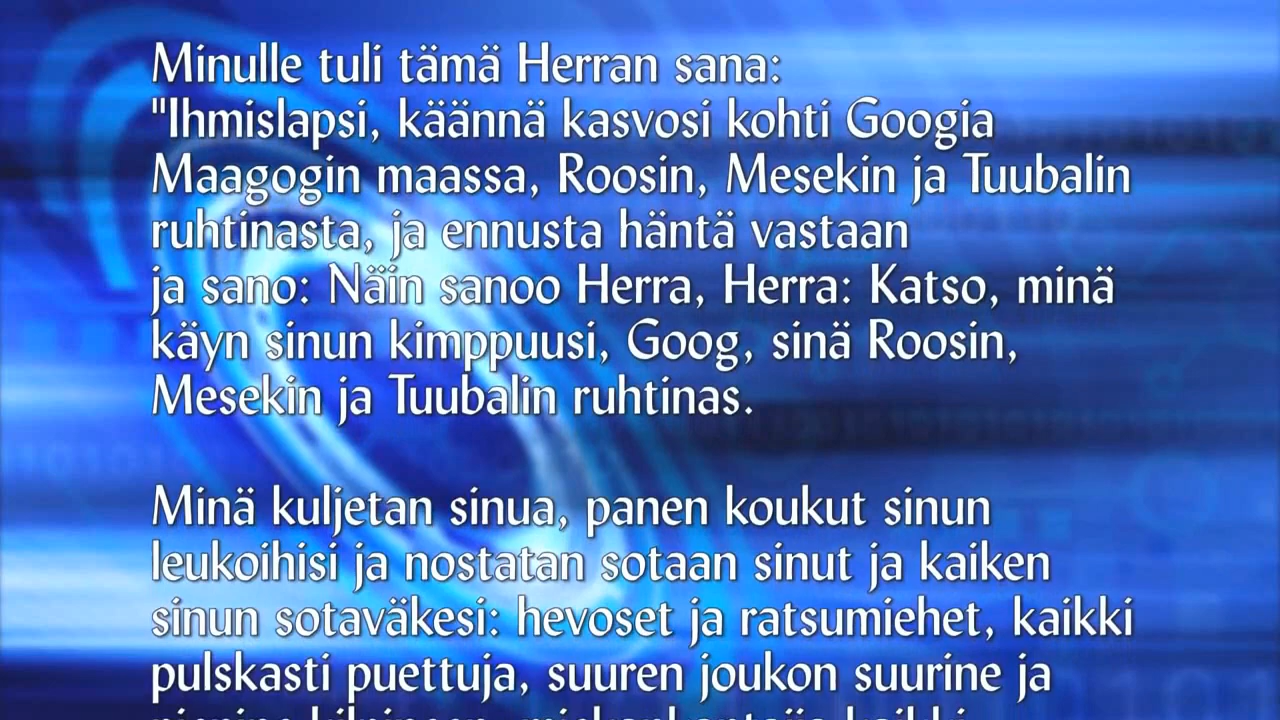 Minulle tuli tämä Herran sana:
"Ihmislapsi, käännä kasvosi kohti Googia
Maagogin maassa, Roosin, Mesekin ja Tuubalin
ruhtinasta, ja ennusta häntä vastaan
ja sano: Näin sanoo Herra, Herra: Katso, minä
käyn sinun kimppuusi, Goog, sinä Roosin,
Mesekin ja Tuubalin ruhtinas.
Minä kuljetan sinua, panen koukut sinun
leukoihisi ja nostatan sotaan sinut ja kaiken
sinun sotaväkesi: hevoset ja ratsumiehet, kaikki
pulskasti puettuja, suuren joukon suurine ja